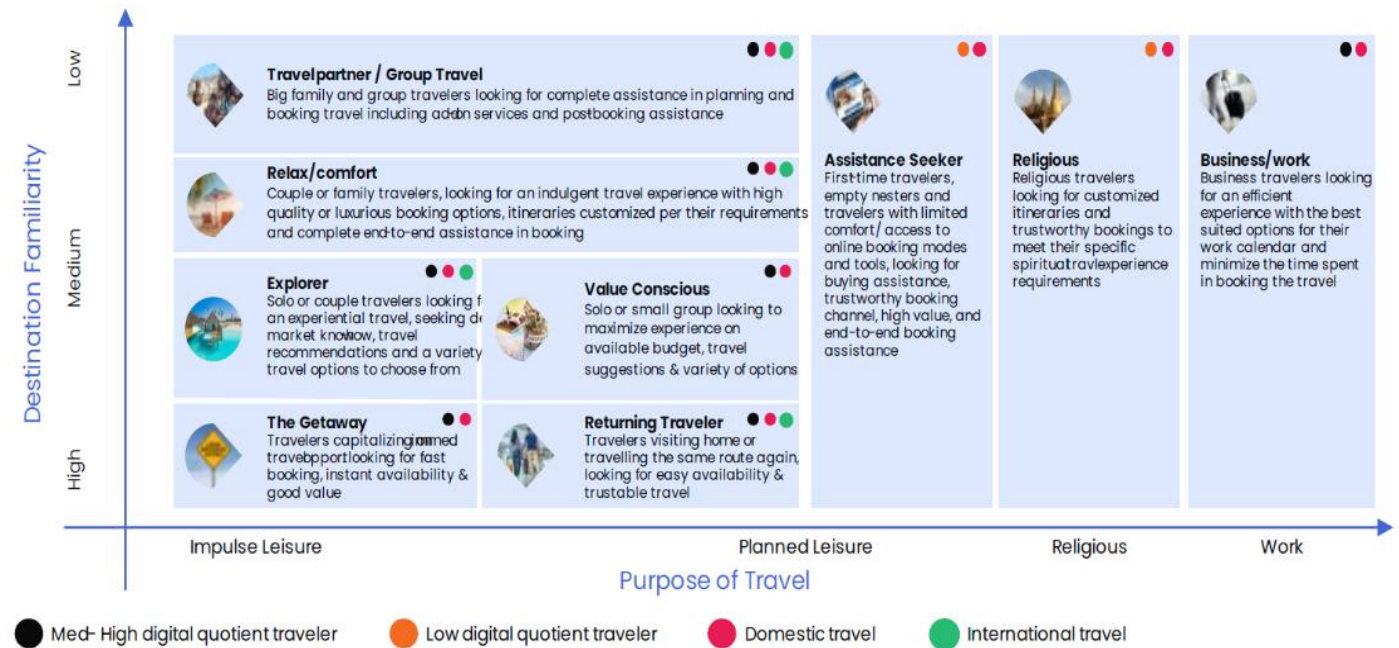 Destination Familiarity
Low
Medium
High
Travelpartner / Group Travel
Big family and group travelers looking for complete assistance in planning and
booking travel including add-on services and postbooking assistance
Relax/comfort
Couple or family travelers, looking for an indulgent travel experience with high
quality or luxurious booking options, itineraries customized per their requirements
and complete end-to-end assistance in booking
Explorer
Solo or couple travelers looking f
an experiential travel, seeking de
market knowhow, travel
recommendations and a variety
travel options to choose from
Value Conscious
Solo or small group looking to
maximize experience on
available budget, travel
suggestions & variety of options
The Getaway
Travelers capitalizing
looking for fast
booking, instant availability &
good value
Returning Traveler
Travelers visiting home or
travelling the same route again,
looking for easy availability &
trustable travel
Assistance Seeker
First-time travelers,
empty nesters and
travelers with limited
comfort/ access to
online booking modes
and tools, looking for
buying assistance,
trustworthy booking
channel, high value, and
end-to-end booking
assistance
Religious
Religious travelers
looking for customized
itineraries and
trustworthy bookings to
meet their specific
spiritual experience
requirements
Business/work
Business travelers looking
for an efficient
experience with the best
suited options for their
work calendar and
minimize the time spent
in booking the travel
Impulse Leisure
Planned Leisure
Religious
Work
Purpose of Travel
Med- High digital quotient traveler
Low digital quotient traveler
Domestic travel
International travel